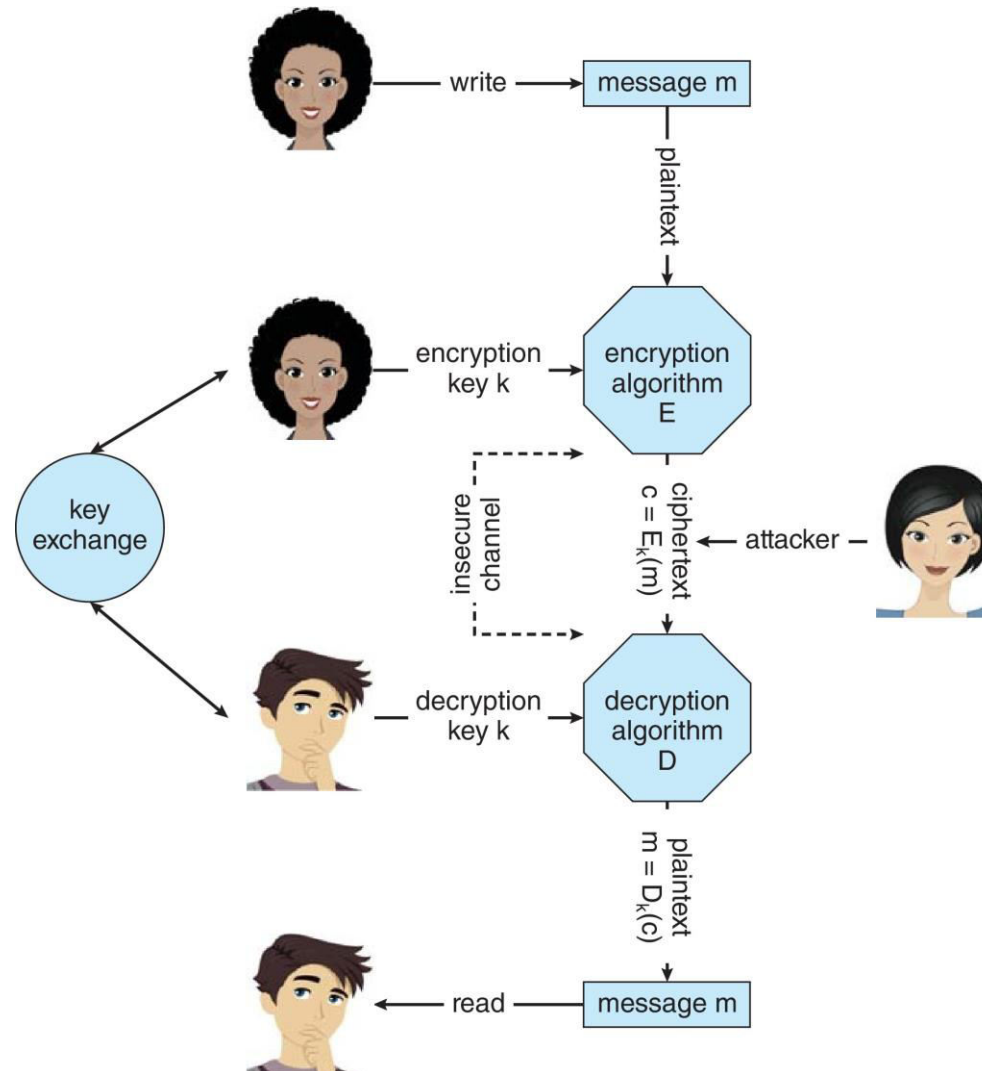 write
message m
plaintext
encryption
key k
encryption
algorithm
E
key
exchange
insecure
channel
ciphertext
c = Eₖ(m)
attacker
decryption
key k
decryption
algorithm
D
plaintext
m = Dₖ(c)
read
message m